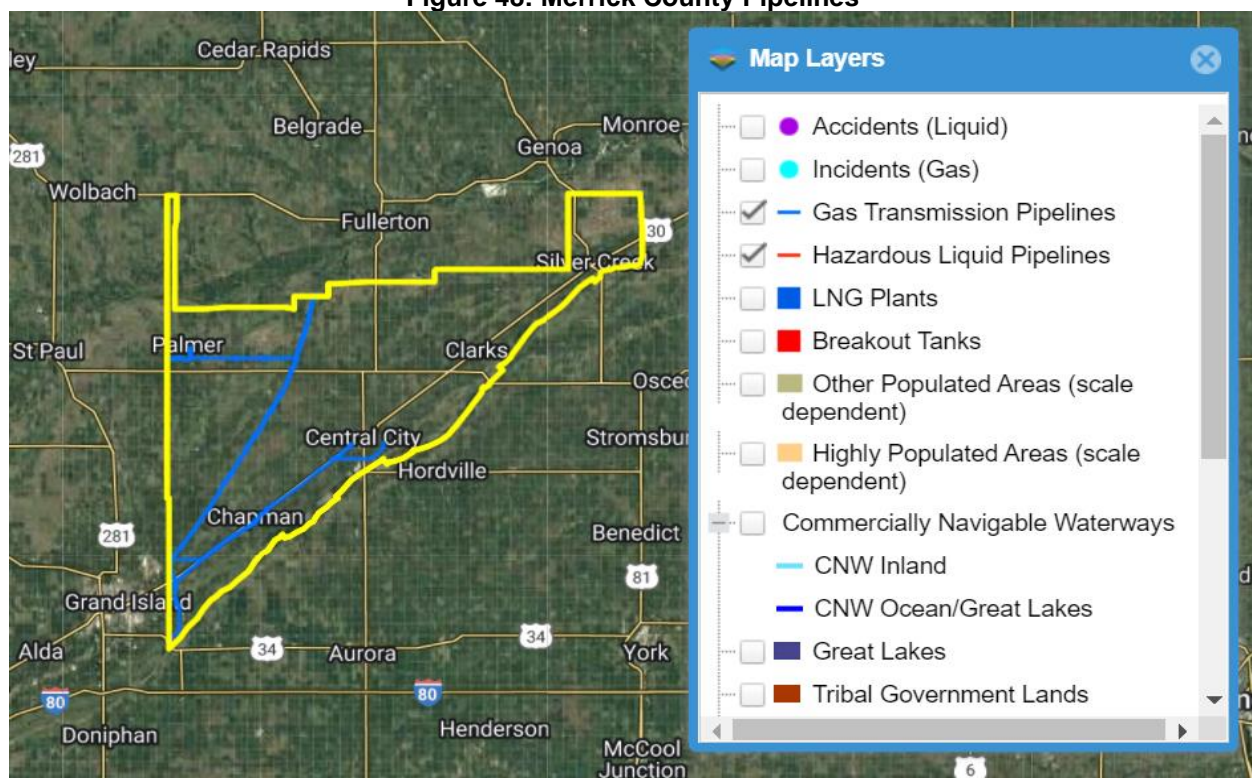 Figure 48: Merrick County Pipelines
ley
Cedar Rapids
Belgrade
Monroe
Genoa
281
Wolbach
Fullerton
30
Silver Creek
St Paul
Palmer
Clarks
Osceo
Central City
Stromsbur
Hordville
Chapman
281
Benedict
81
Grand Island
34
34
Alda
Aurora
York
80
80
Doniphan
Henderson
McCool
Junction
6
Map Layers
Accidents (Liquid)
Incidents (Gas)
Gas Transmission Pipelines
Hazardous Liquid Pipelines
LNG Plants
Breakout Tanks
Other Populated Areas (scale
dependent)
Highly Populated Areas (scale
dependent)
Commercially Navigable Waterways
CNW Inland
CNW Ocean/Great Lakes
Great Lakes
Tribal Government Lands